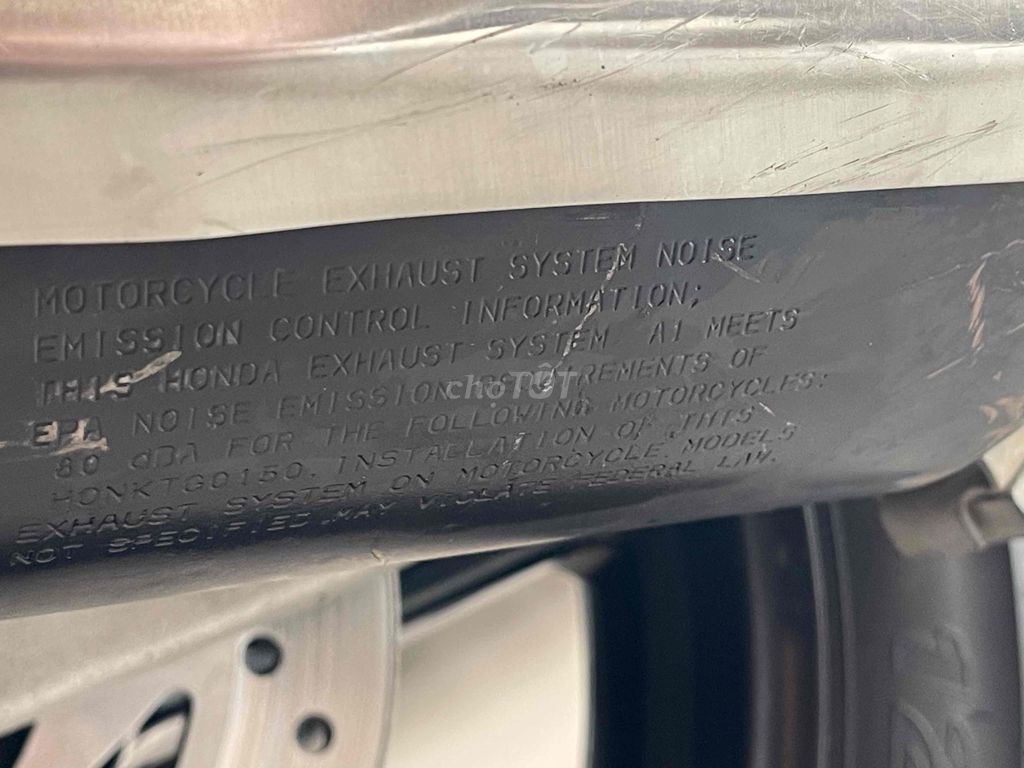 MOTORCYCLE EXHAUST SYSTEM NOISE
EMISSION CONTROL INFORMATION;
THIS HONDA EXHAUST SYSTEM A1 MEETS
EPA NOISE EMISSION REQUIREMENTS OF
80 dBA FOR THE FOLLOWING MOTORCYCLES:
HONKTG0150. INSTALLATION OF THIS
EXHAUST SYSTEM ON MOTORCYCLE MODELS
NOT SPECIFIED MAY VIOLATE FEDERAL LAW.
chợTỐT